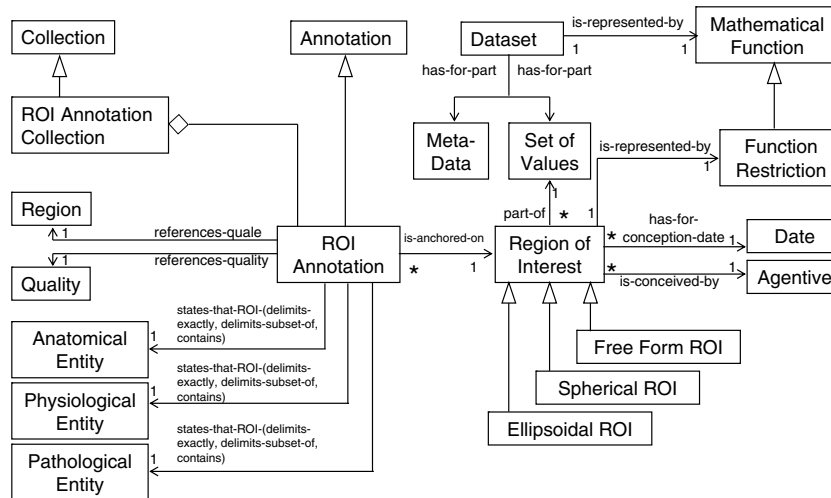 Collection
Annotation
Dataset
is-represented-by
1
1
Mathematical
Function
has-for-part
has-for-part
ROI Annotation
Collection
Meta-
Data
Set of
Values
is-represented-by
1
Function
Restriction
1
part-of
*
1
Region
1
references-quale
references-quality
1
Quality
ROI
Annotation
is-anchored-on
*
1
Region of
Interest
*
has-for-
conception-date
1
Date
*
is-conceived-by
1
Agentive
states-that-ROI-(delimits-
exactly, delimits-subset-of,
contains)
1
Anatomical
Entity
states-that-ROI-(delimits-
exactly, delimits-subset-of,
contains)
1
Physiological
Entity
states-that-ROI-(delimits-
exactly, delimits-subset-of,
contains)
1
Pathological
Entity
Free Form ROI
Spherical ROI
Ellipsoidal ROI